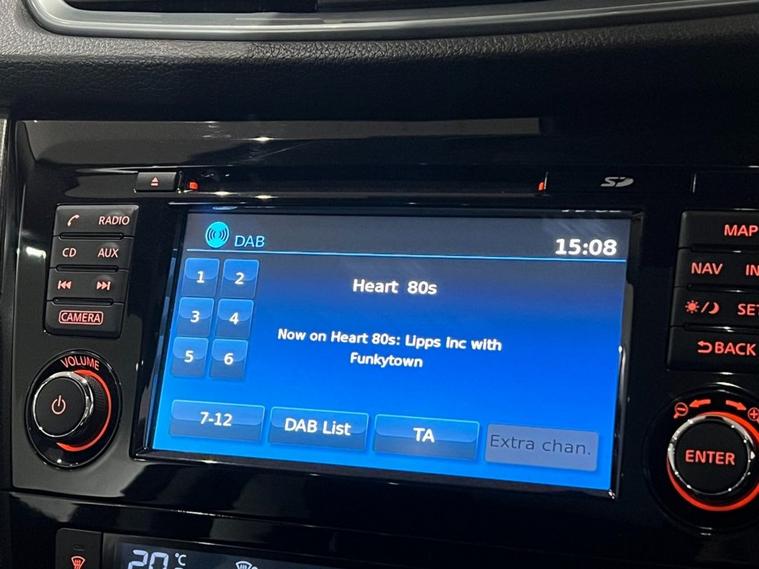 SD
RADIO
CD AUX
CAMERA
VOLUME
DAB
15:08
1 2
3 4
5 6
Heart 80s
Now on Heart 80s: Lipps Inc with
Funkytown
7-12
DAB List
TA
Extra chan.
MAP
NAV
BACK
ENTER
20 °C